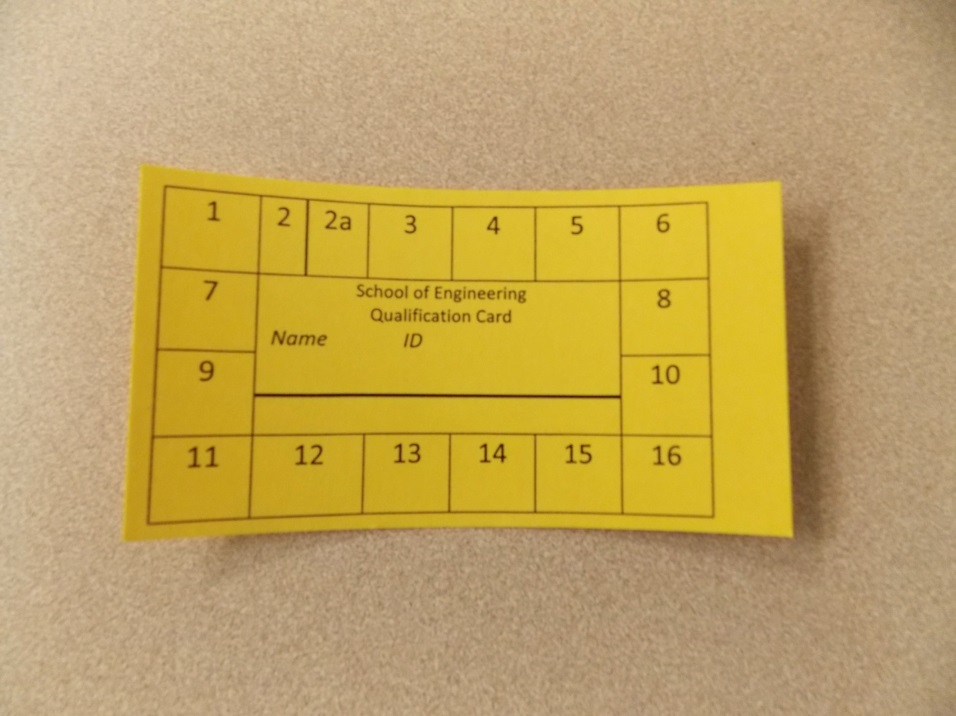 1 2 2a 3 4 5 6
7 School of Engineering 8
Qualification Card
Name ID
9 10
11 12 13 14 15 16